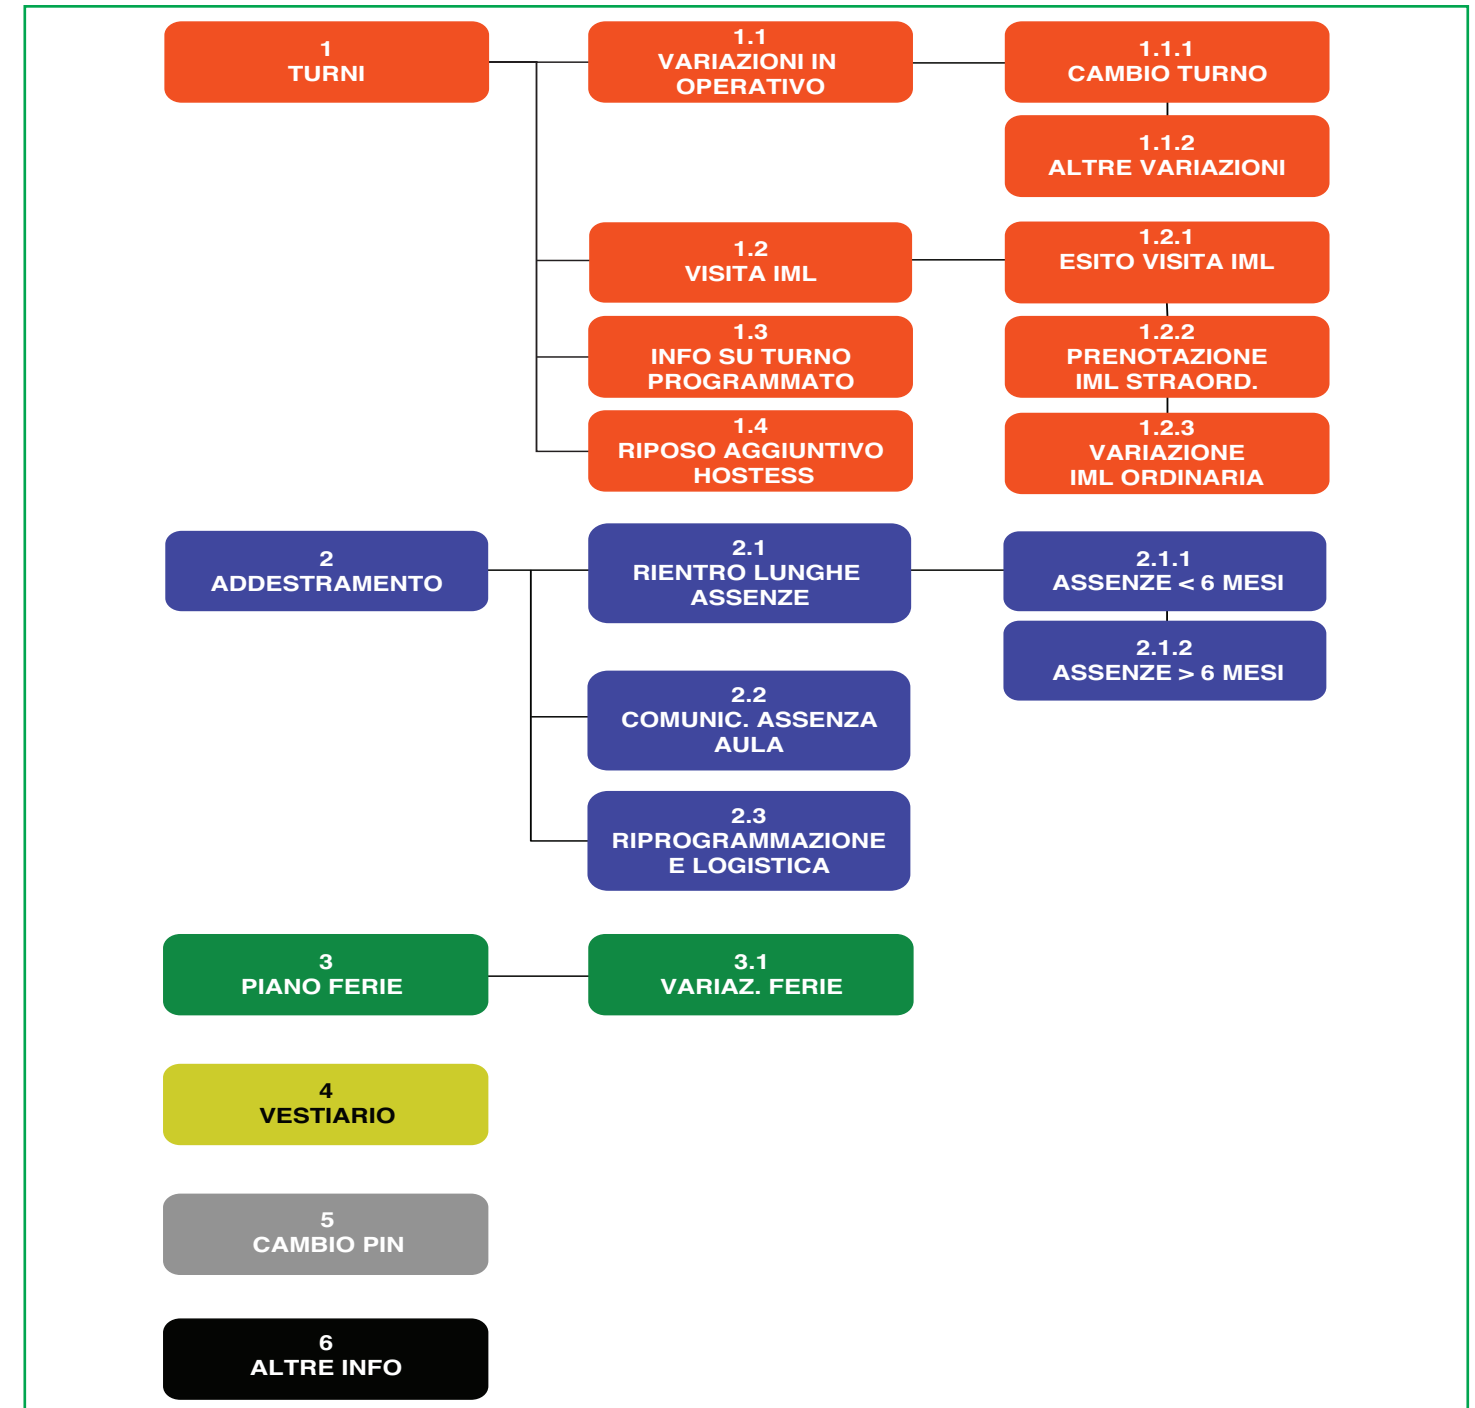 1
TURNI
1.1
VARIAZIONI IN
OPERATIVO
1.1.1
CAMBIO TURNO
1.1.2
ALTRE VARIAZIONI
1.2
VISITA IML
1.2.1
ESITO VISITA IML
1.3
INFO SU TURNO
PROGRAMMATO
1.2.2
PRENOTAZIONE
IML STRAORD.
1.4
RIPOSO AGGIUNTIVO
HOSTESS
1.2.3
VARIAZIONE
IML ORDINARIA
2
ADDESTRAMENTO
2.1
RIENTRO LUNGHE
ASSENZE
2.1.1
ASSENZE < 6 MESI
2.1.2
ASSENZE > 6 MESI
2.2
COMUNIC. ASSENZA
AULA
2.3
RIPROGRAMMAZIONE
E LOGISTICA
3
PIANO FERIE
3.1
VARIAZ. FERIE
4
VESTIARIO
5
CAMBIO PIN
6
ALTRE INFO